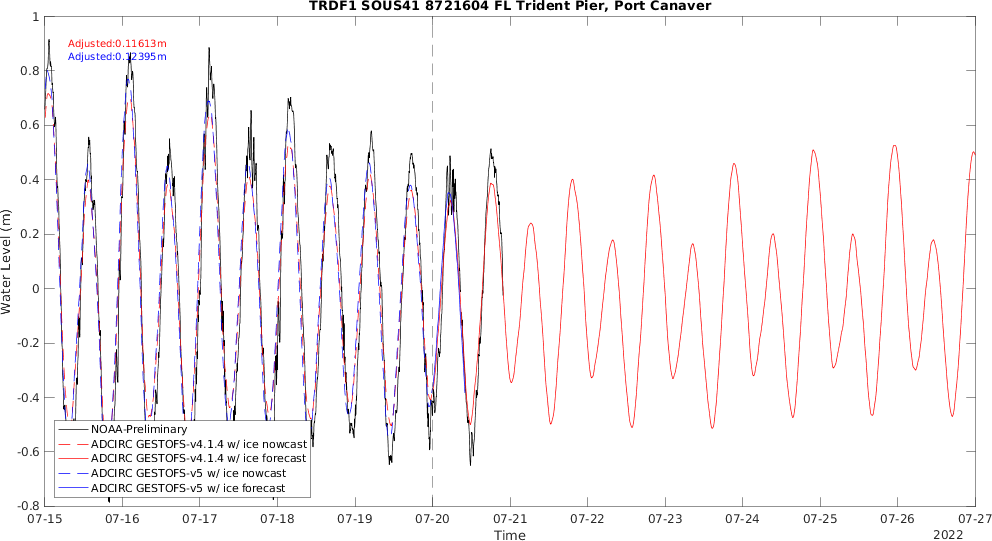 TRDF1 SOUS41 8721604 FL Trident Pier, Port Canaver
Adjusted:0.11613m
Adjusted:0.12395m
1
0.8
0.6
0.4
0.2
0
-0.2
-0.4
-0.6
-0.8
Water Level (m)
NOAA-Preliminary
ADCIRC GESTOFS-v4.1.4 w/ ice nowcast
ADCIRC GESTOFS-v4.1.4 w/ ice forecast
ADCIRC GESTOFS-v5 w/ ice nowcast
ADCIRC GESTOFS-v5 w/ ice forecast
07-15 07-16 07-17 07-18 07-19 07-20 07-21 07-22 07-23 07-24 07-25 07-26 07-27
Time
2022